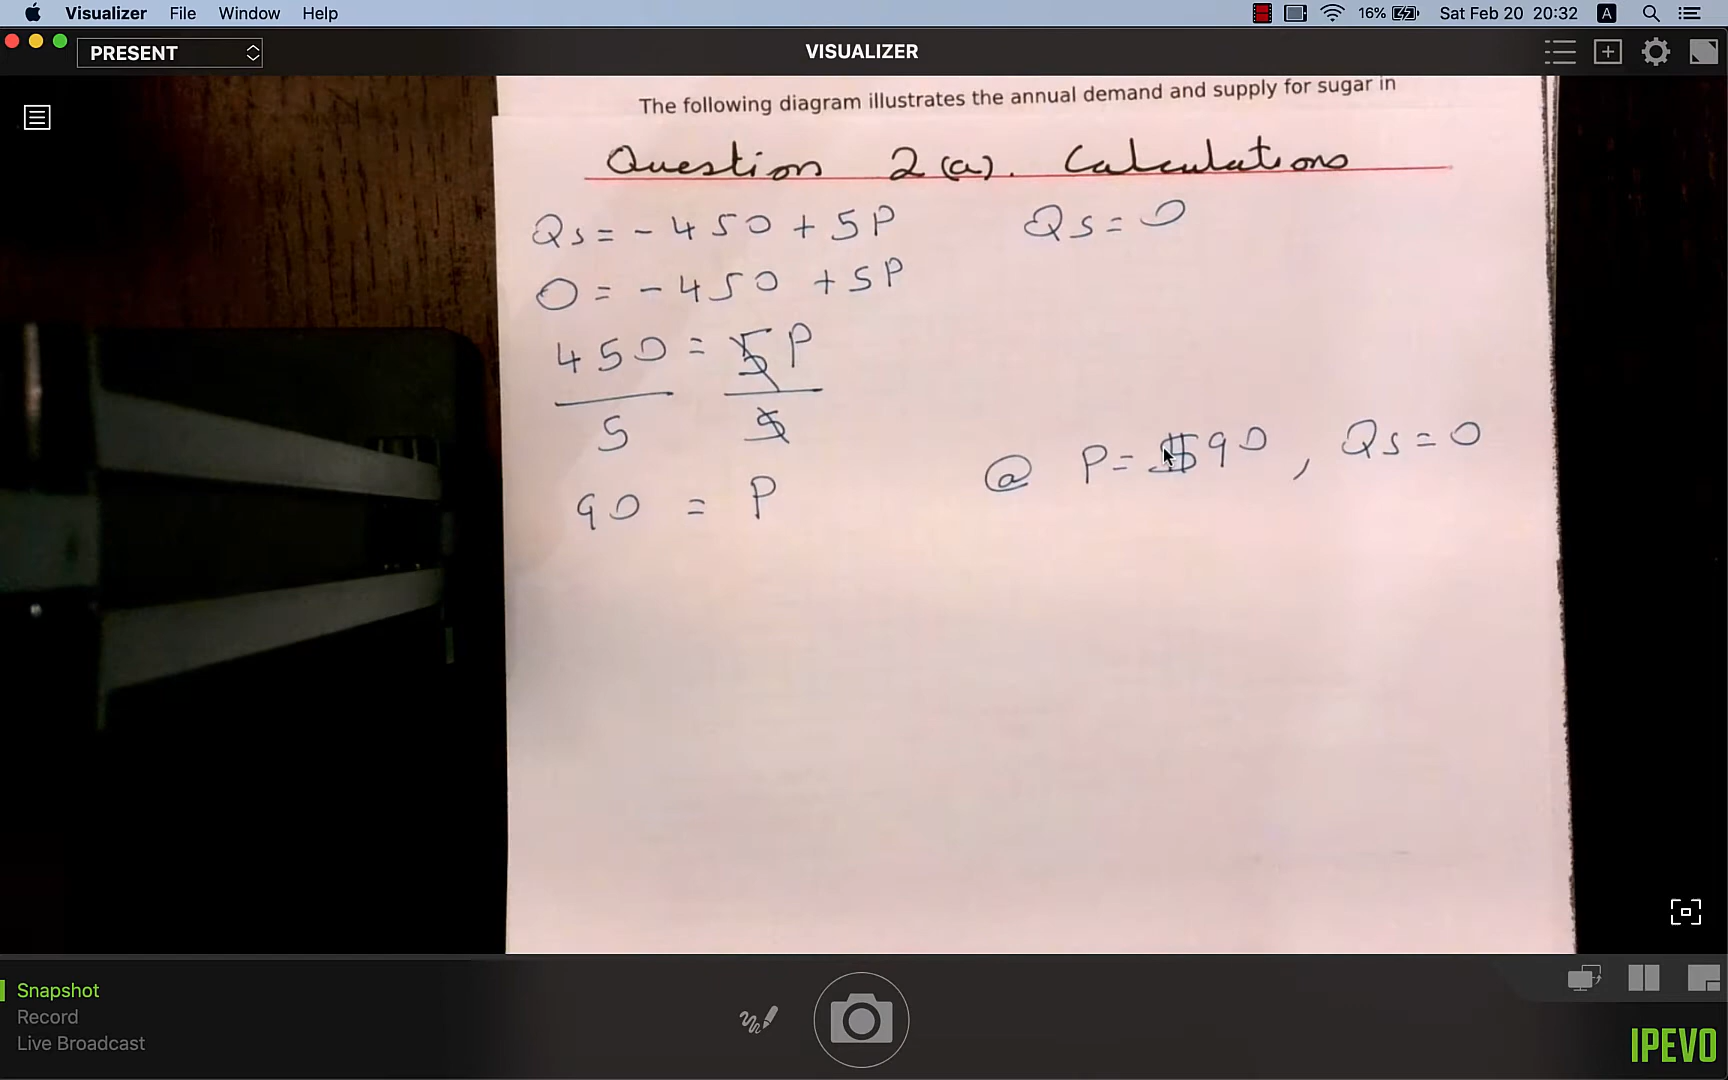 Visualizer File Window Help 16% Sat Feb 20 20:32 A
PRESENT
VISUALIZER
The following diagram illustrates the annual demand and supply for sugar in
Question 2(a). Calculations
Qs = - 450 + 5P
Qs = 0
0 = - 450 + 5P
450 = 5P
5 5
90 = P
@ P = $90, Qs = 0
Snapshot
Record
Live Broadcast
IPEVO